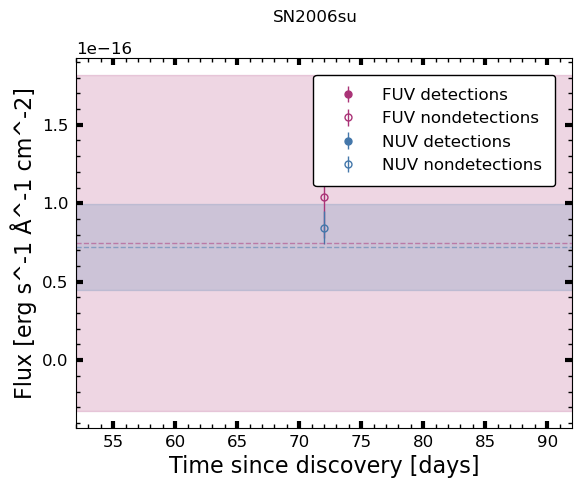 SN2006su
1e−16
FUV detections
FUV nondetections
NUV detections
NUV nondetections
1.5
1.0
0.5
0.0
Flux [erg s^-1 Å^-1 cm^-2]
55 60 65 70 75 80 85 90
Time since discovery [days]